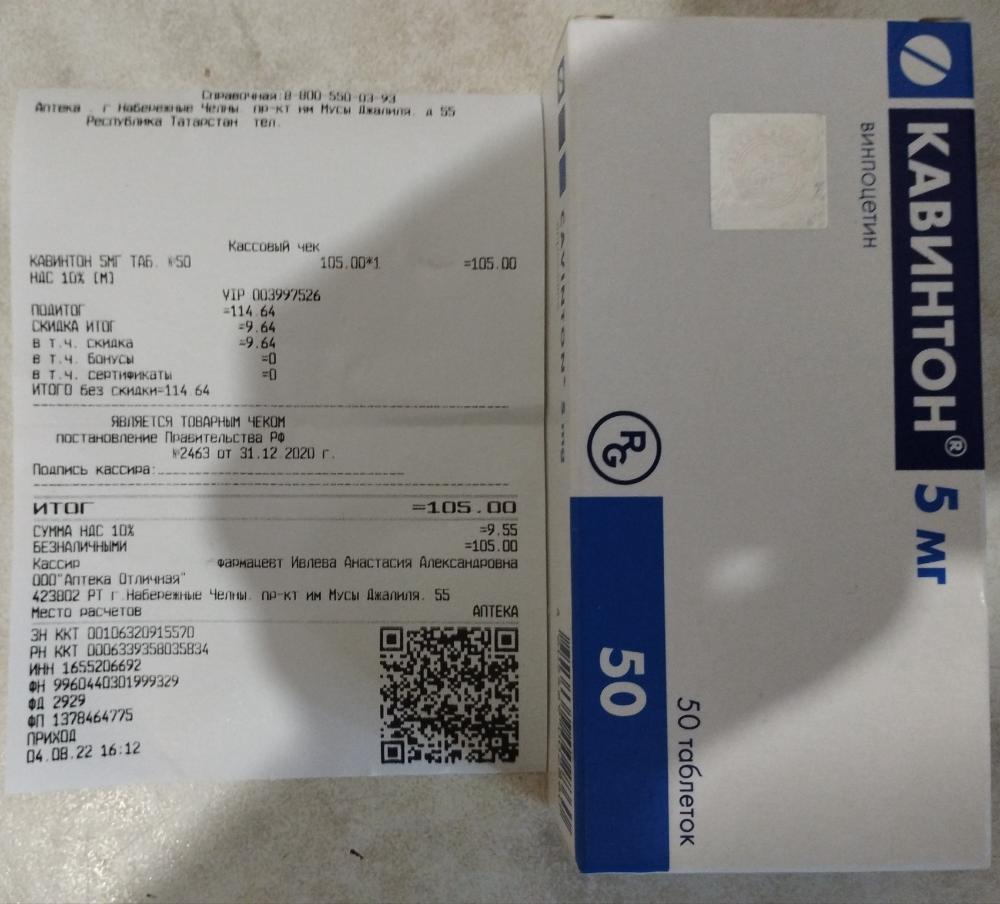 Справочная:8-800-550-03-93
Аптека , г Набережные Челны, пр-кт им Мусы Джалиля, д 55
Республика Татарстан тел.
Кассовый чек
КАВИНТОН 5МГ ТАБ. №50 105.00*1 =105.00
НДС 10% [М]
VIP 003997526
ПОДИТОГ =114.64
СКИДКА ИТОГ =9.64
в т.ч. скидка =9.64
в т.ч. бонусы =0
в т.ч. сертификаты =0
ИТОГО без скидки=114.64
ЯВЛЯЕТСЯ ТОВАРНЫМ ЧЕКОМ
постановление Правительства РФ
№2463 от 31.12.2020 г.
Подпись кассира:
ИТОГ =105.00
СУММА НДС 10% =9.55
БЕЗНАЛИЧНЫМИ =105.00
Кассир фармацевт Ивлева Анастасия Александровна
ООО"Аптека Отличная"
423802 РТ г.Набережные Челны, пр-кт им Мусы Джалиля, 55
Место расчетов АПТЕКА
ЗН ККТ 00106320915570
РН ККТ 0006339358035834
ИНН 1655206692
ФН 9960440301999329
ФД 2929
ФП 1378464775
ПРИХОД
04.08.22 16:12
КАВИНТОН® 5 мг
винпоцетин
RG
50
50 таблеток
CAVINTON® 5 mg